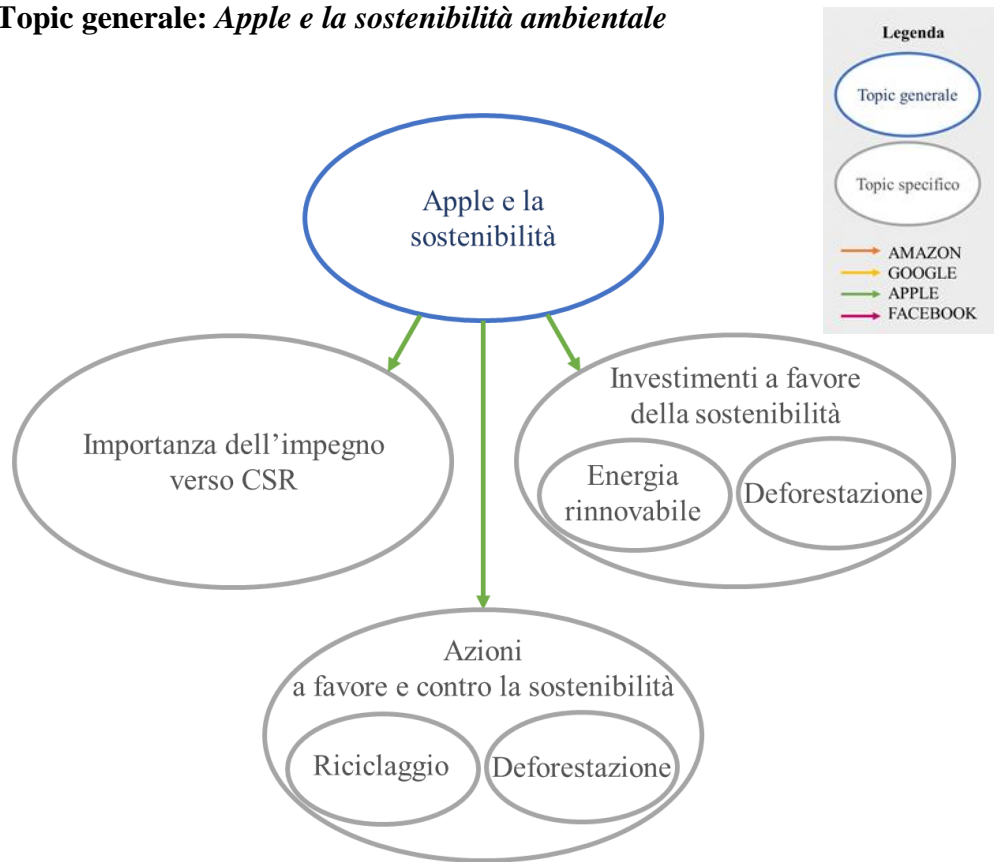 Topic generale: Apple e la sostenibilità ambientale
Legenda
Topic generale
Topic specifico
AMAZON
GOOGLE
APPLE
FACEBOOK
Apple e la
sostenibilità
Importanza dell'impegno
verso CSR
Investimenti a favore
della sostenibilità
Energia
rinnovabile
Deforestazione
Azioni
a favore e contro la sostenibilità
Riciclaggio
Deforestazione